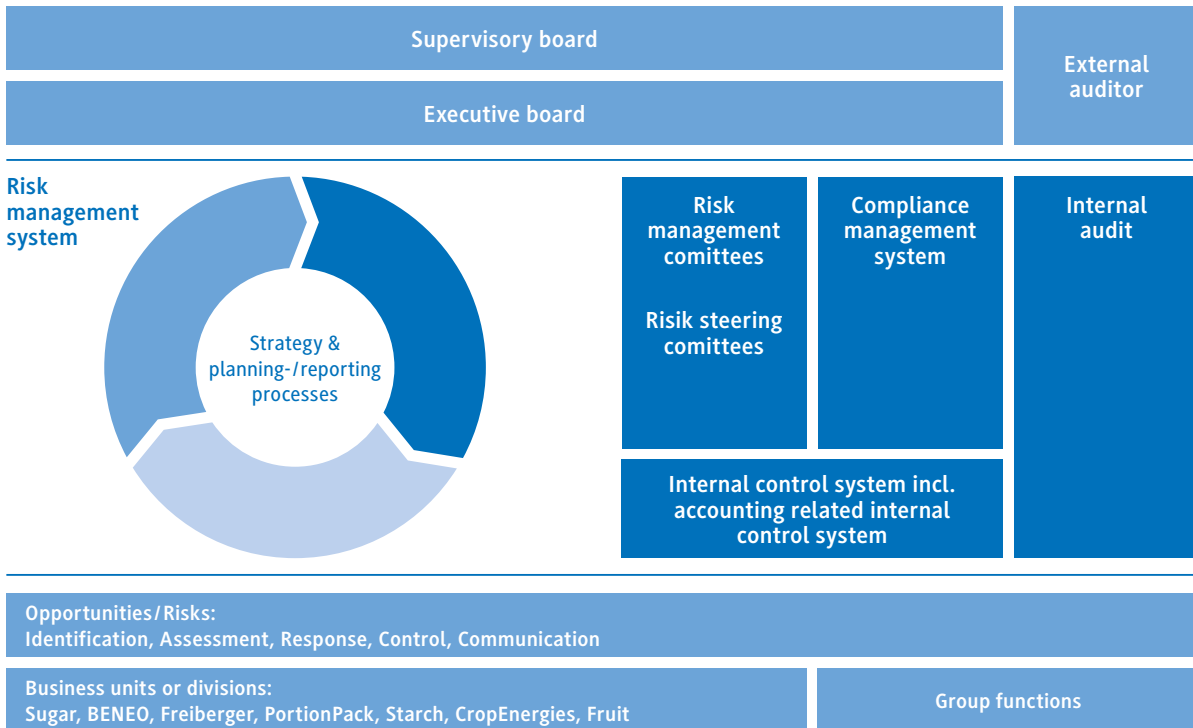 Supervisory board
External
auditor
Executive board
Risk
management
system
Strategy &
planning-/reporting
processes
Risk
management
comittees
Risik steering
comittees
Compliance
management
system
Internal
audit
Internal control system incl.
accounting related internal
control system
Opportunities/Risks:
Identification, Assessment, Response, Control, Communication
Business units or divisions:
Sugar, BENEO, Freiberger, PortionPack, Starch, CropEnergies, Fruit
Group functions